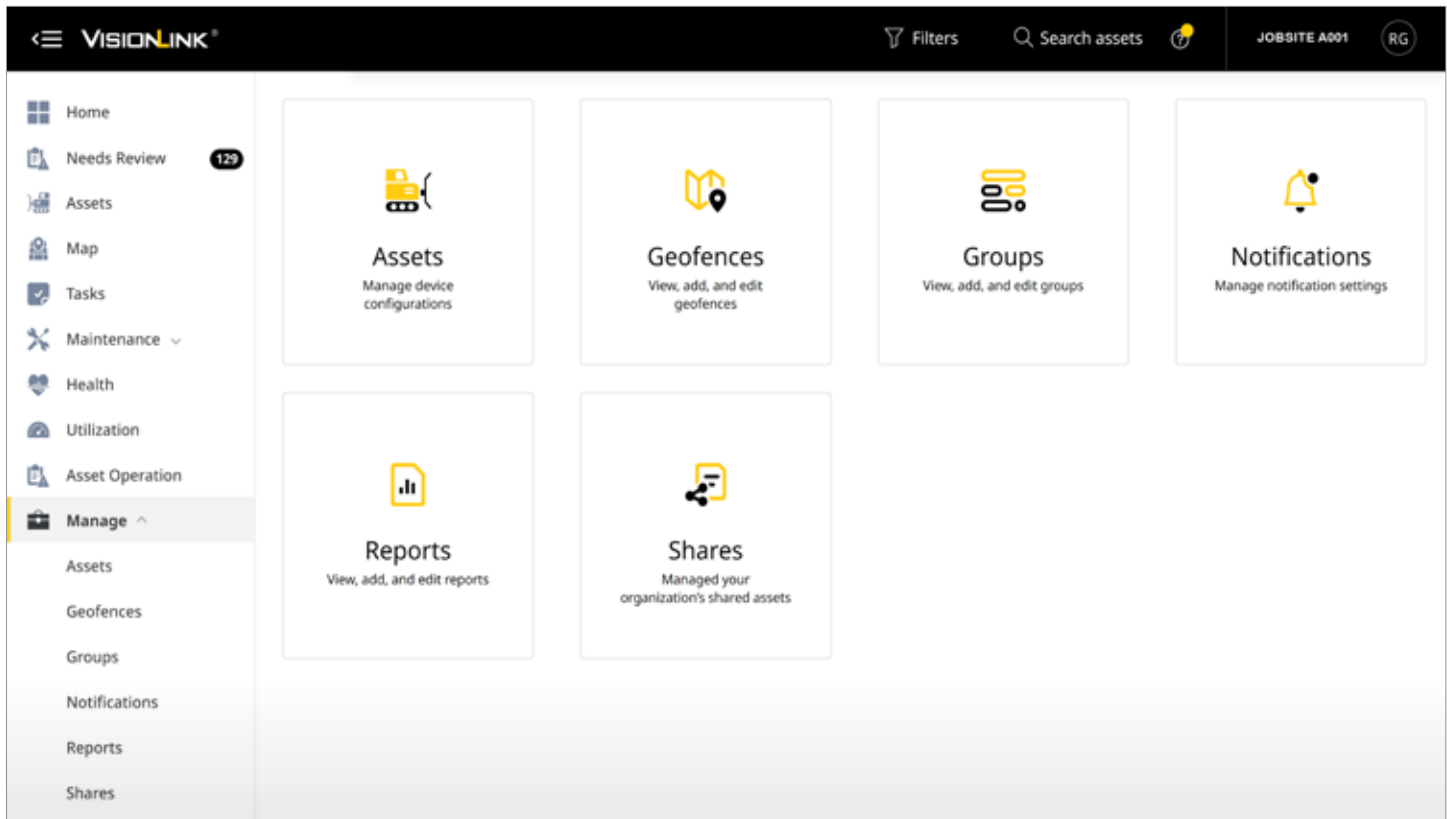 VISIONLINK®
Filters
Search assets
JOBSITE A001
RG
Home
Needs Review 129
Assets
Map
Tasks
Maintenance
Health
Utilization
Asset Operation
Manage
Assets
Geofences
Groups
Notifications
Reports
Shares
Assets
Manage device
configurations
Geofences
View, add, and edit
geofences
Groups
View, add, and edit groups
Notifications
Manage notification settings
Reports
View, add, and edit reports
Shares
Managed your
organization's shared assets